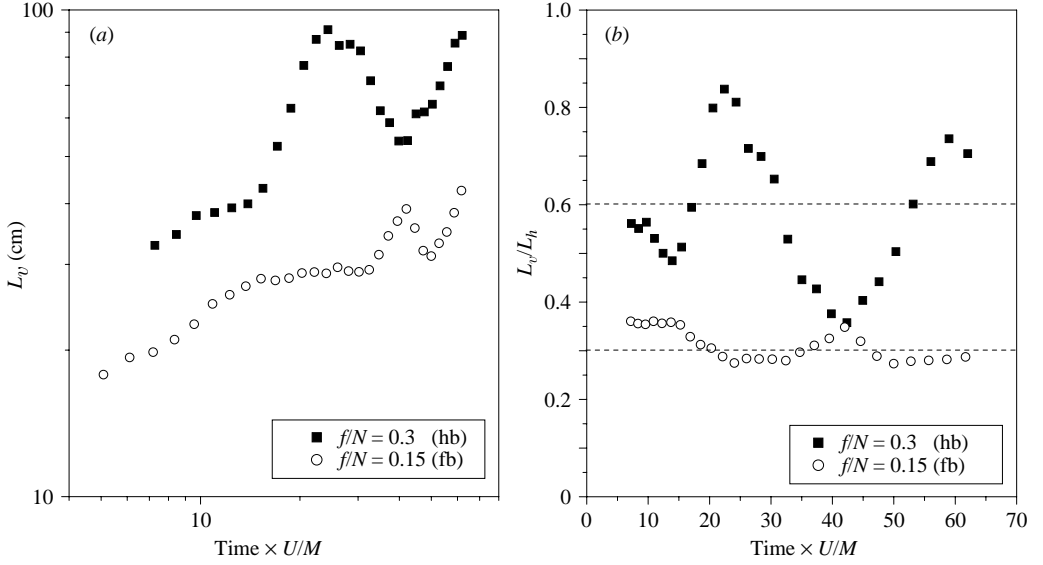 100
(a)
L_v (cm)
10
f/N = 0.3 (hb)
f/N = 0.15 (fb)
10
Time × U/M
1.0
(b)
0.8
0.6
L_v/L_h
0.4
0.2
0
f/N = 0.3 (hb)
f/N = 0.15 (fb)
0 10 20 30 40 50 60 70
Time × U/M